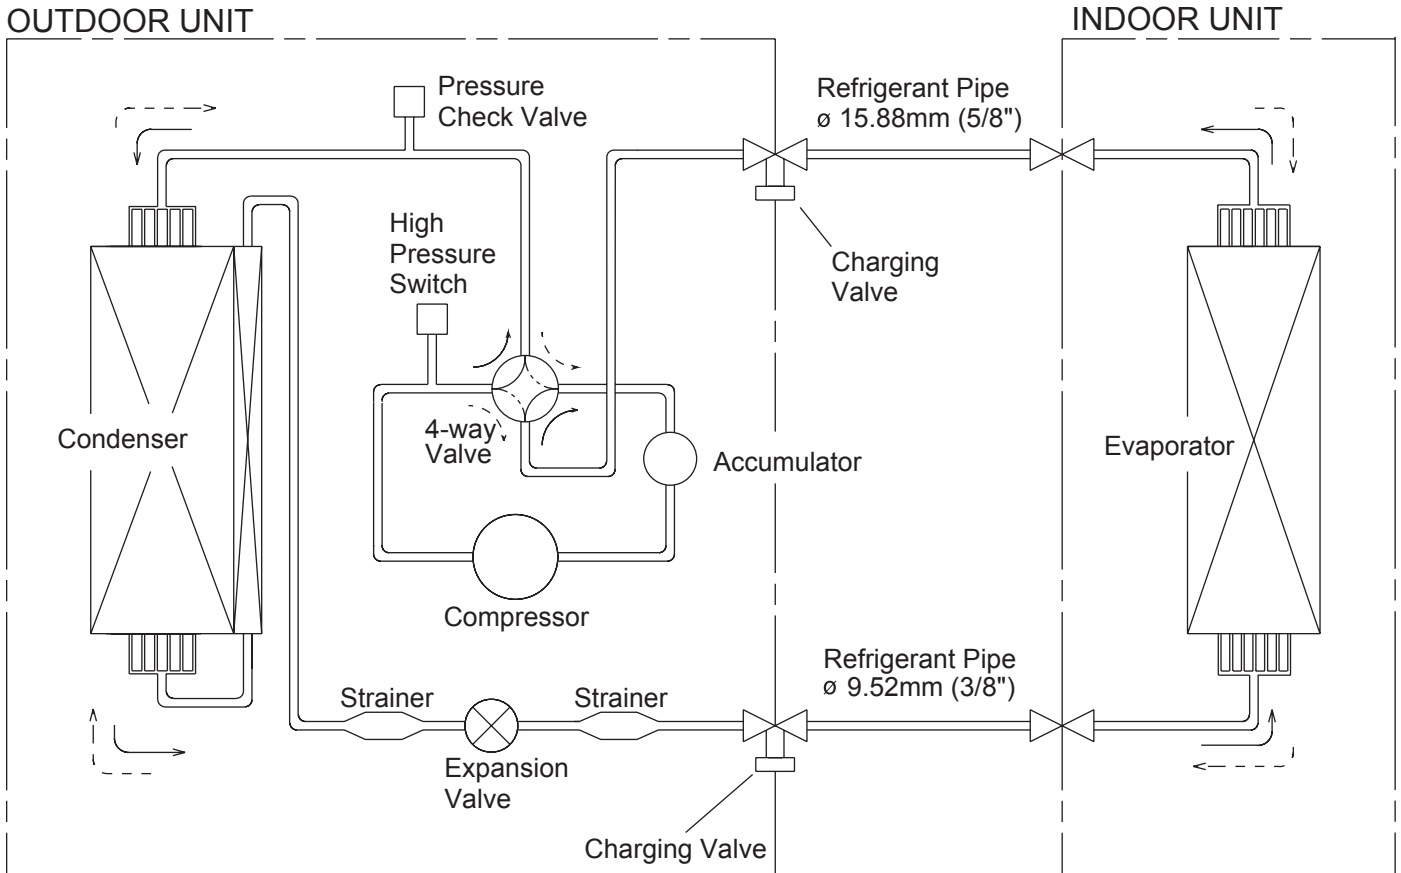 OUTDOOR UNIT
INDOOR UNIT
Pressure
Check Valve
Refrigerant Pipe
ø 15.88mm (5/8")
High
Pressure
Switch
Charging
Valve
4-way
Valve
Condenser
Accumulator
Evaporator
Compressor
Refrigerant Pipe
ø 9.52mm (3/8")
Strainer
Strainer
Expansion
Valve
Charging Valve